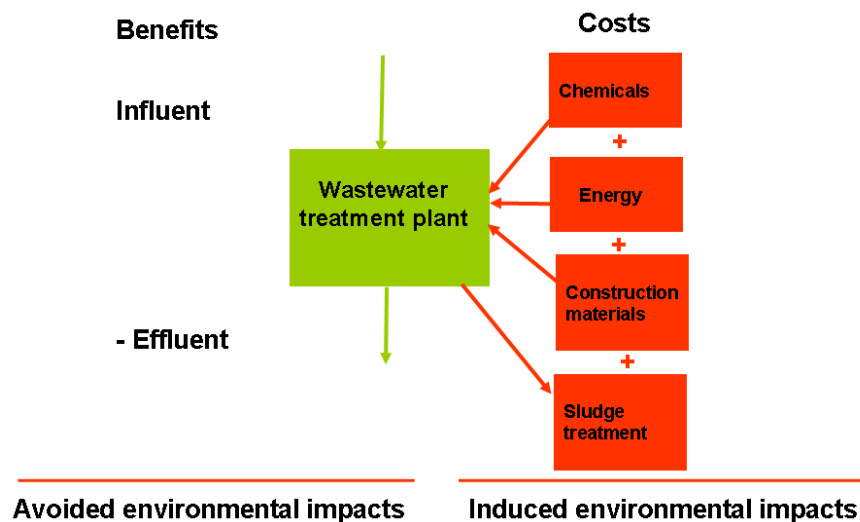 Benefits
Costs
Influent
Chemicals
+
Wastewater
treatment plant
Energy
+
Construction
materials
- Effluent
+
Sludge
treatment
Avoided environmental impacts
Induced environmental impacts